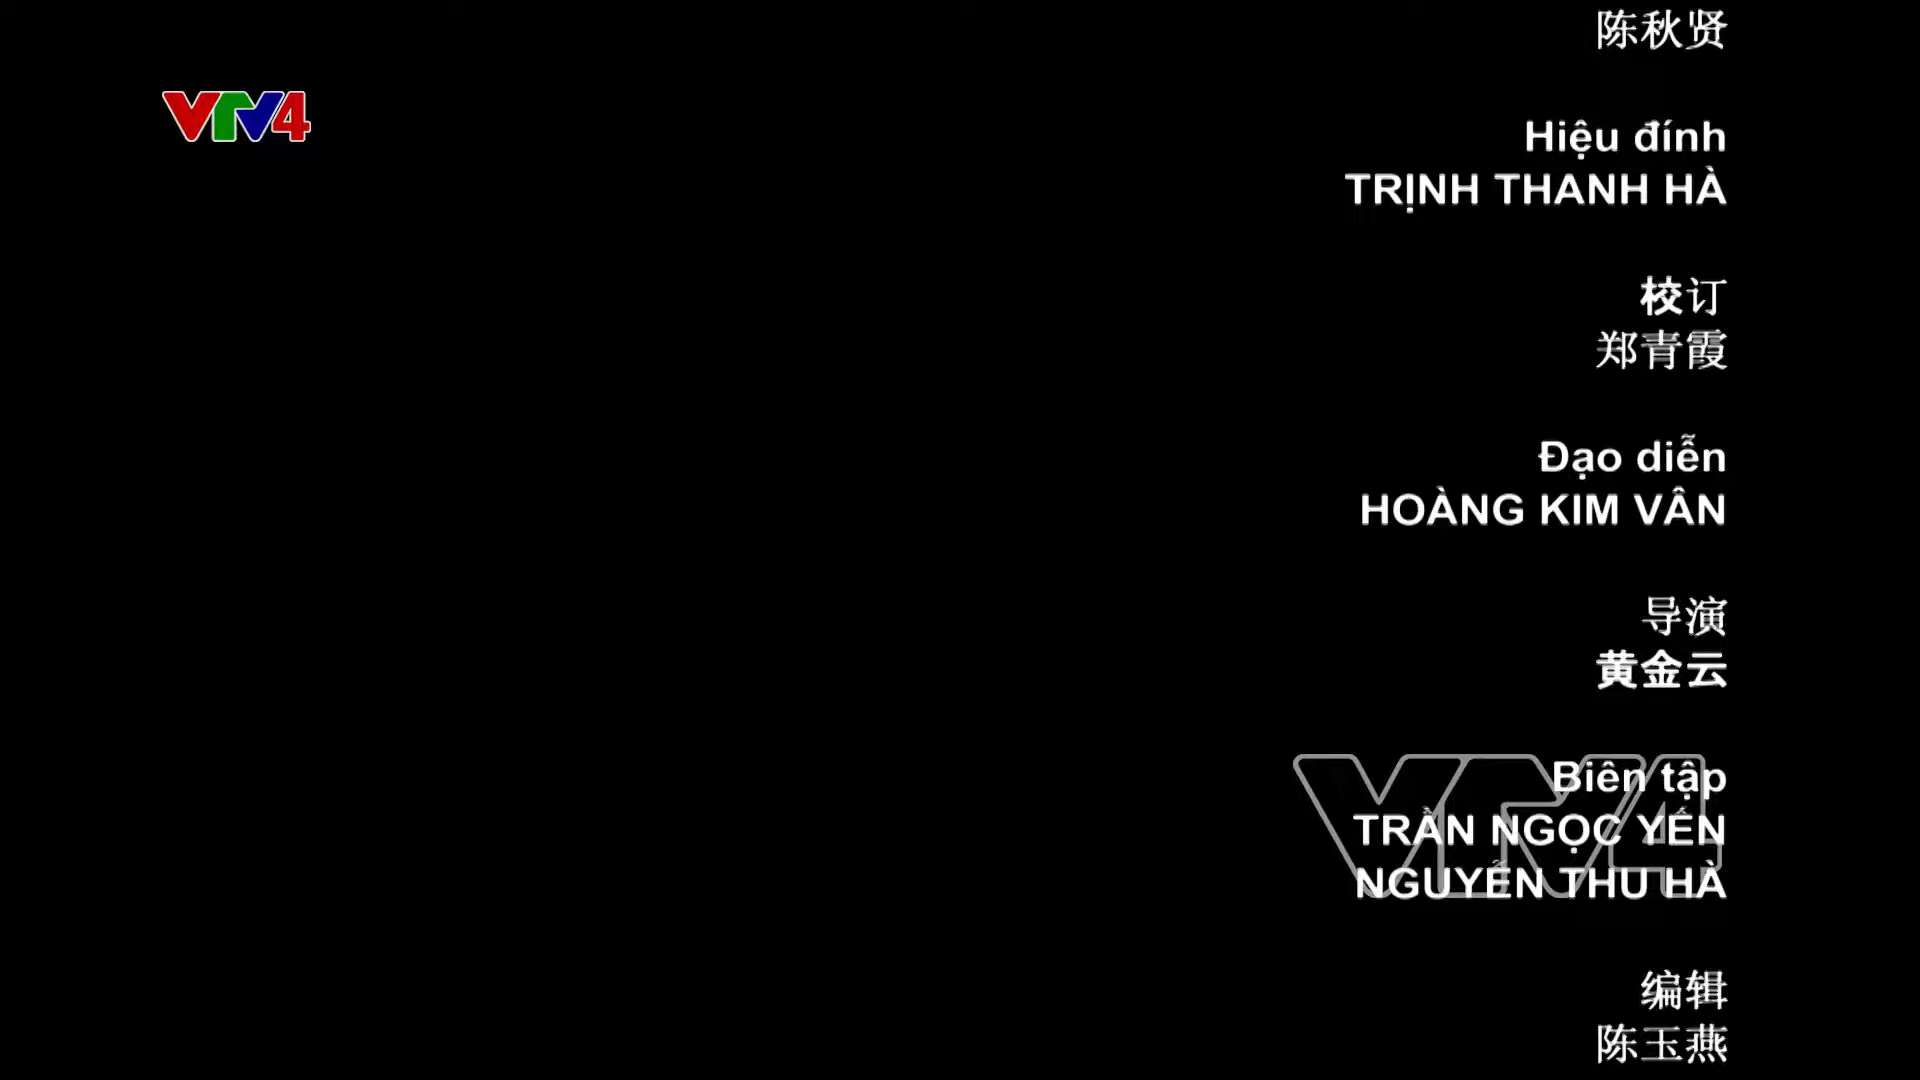 陈秋贤
VTV4
Hiệu đính
TRỊNH THANH HÀ
校订
郑青霞
Đạo diễn
HOÀNG KIM VÂN
导演
黄金云
Biên tập
TRẦN NGỌC YẾN
NGUYỄN THU HÀ
VTV4
编辑
陈玉燕